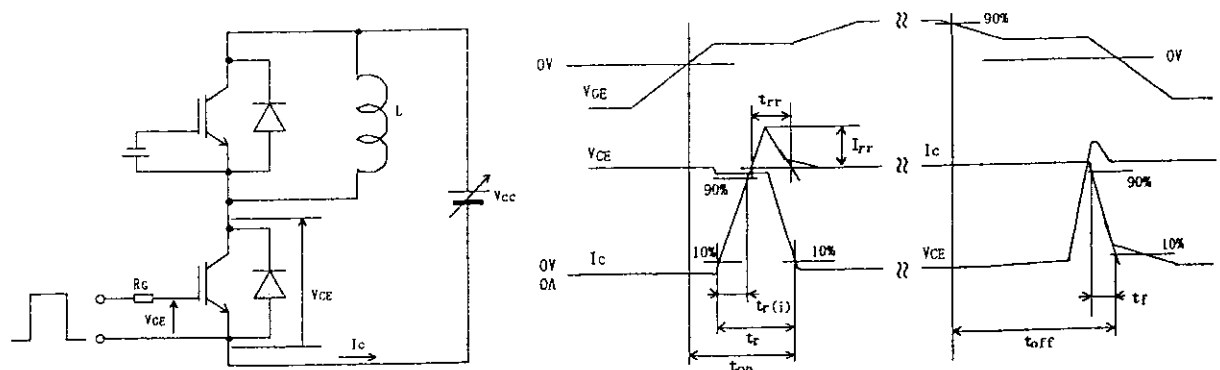 L
VCC
RG
VGE
VCE
Ic
0V
VGE
trr
Irr
VCE
90%
10%
10%
0V
0A
Ic
tr(i)
tr
ton
90%
0V
Ic
90%
VCE
10%
tf
toff